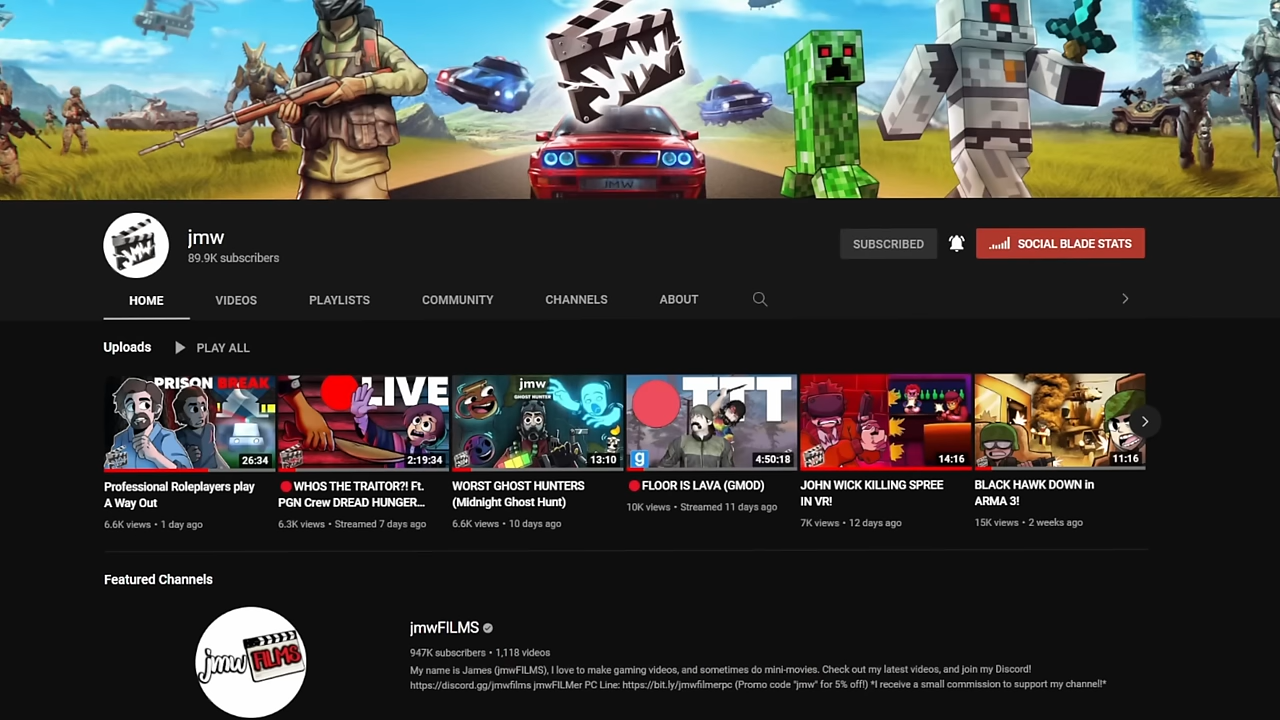 JMW
jmw
89.9K subscribers
SUBSCRIBED
SOCIAL BLADE STATS
HOME
VIDEOS
PLAYLISTS
COMMUNITY
CHANNELS
ABOUT
Uploads
PLAY ALL
PRISON BREAK
26:34
LIVE
2:19:34
jmw
GHOST HUNTER
13:10
TTT
g
4:50:18
14:16
11:16
Professional Roleplayers play
A Way Out
6.6K views • 1 day ago
WHOS THE TRAITOR?! Ft.
PGN Crew DREAD HUNGER...
6.3K views • Streamed 7 days ago
WORST GHOST HUNTERS
(Midnight Ghost Hunt)
6.6K views • 10 days ago
FLOOR IS LAVA (GMOD)
10K views • Streamed 11 days ago
JOHN WICK KILLING SPREE
IN VR!
7K views • 12 days ago
BLACK HAWK DOWN in
ARMA 3!
15K views • 2 weeks ago
Featured Channels
jmw FILMS
jmwFILMS
947K subscribers • 1,118 videos
My name is James (jmwFILMS), I love to make gaming videos, and sometimes do mini-movies. Check out my latest videos, and join my Discord!
https://discord.gg/jmwfilms jmwFILMer PC Line: https://bit.ly/jmwfilmerpc (Promo code "jmw" for 5% off!) *I receive a small commission to support my channel!*